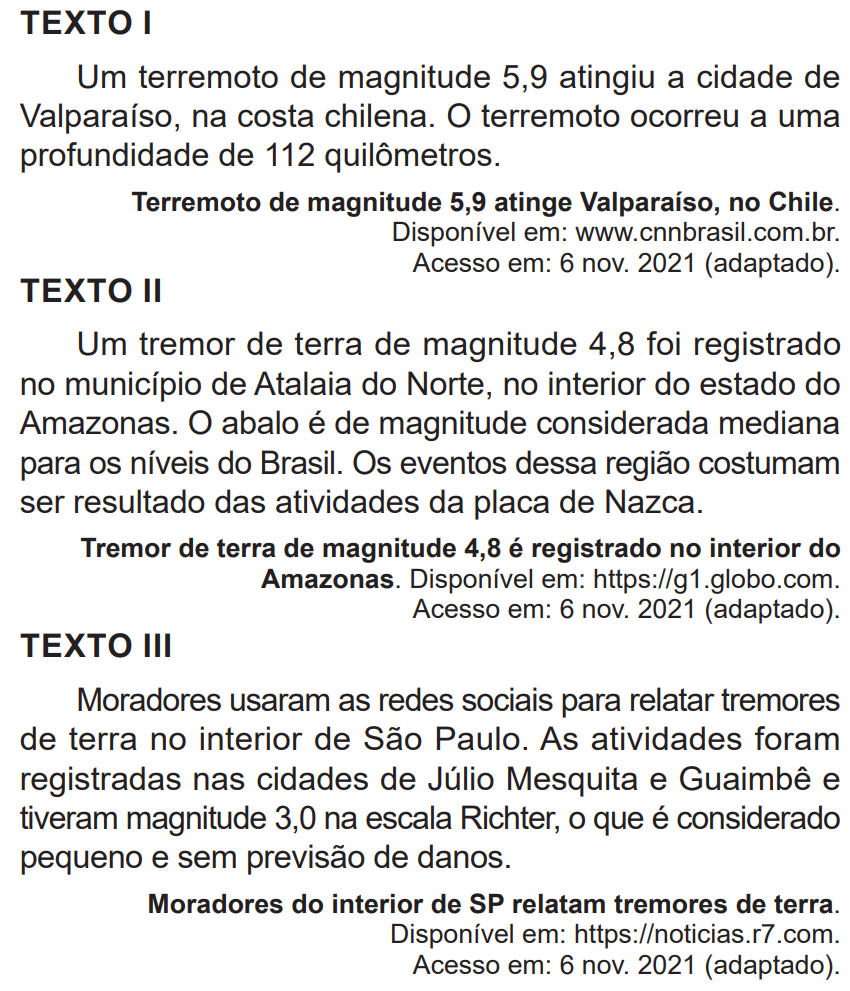 TEXTO I
Um terremoto de magnitude 5,9 atingiu a cidade de
Valparaíso, na costa chilena. O terremoto ocorreu a uma
profundidade de 112 quilômetros.
Terremoto de magnitude 5,9 atinge Valparaíso, no Chile.
Disponível em: www.cnnbrasil.com.br.
Acesso em: 6 nov. 2021 (adaptado).
TEXTO II
Um tremor de terra de magnitude 4,8 foi registrado
no município de Atalaia do Norte, no interior do estado do
Amazonas. O abalo é de magnitude considerada mediana
para os níveis do Brasil. Os eventos dessa região costumam
ser resultado das atividades da placa de Nazca.
Tremor de terra de magnitude 4,8 é registrado no interior do
Amazonas. Disponível em: https://g1.globo.com.
Acesso em: 6 nov. 2021 (adaptado).
TEXTO III
Moradores usaram as redes sociais para relatar tremores
de terra no interior de São Paulo. As atividades foram
registradas nas cidades de Júlio Mesquita e Guaimbê e
tiveram magnitude 3,0 na escala Richter, o que é considerado
pequeno e sem previsão de danos.
Moradores do interior de SP relatam tremores de terra.
Disponível em: https://noticias.r7.com.
Acesso em: 6 nov. 2021 (adaptado).